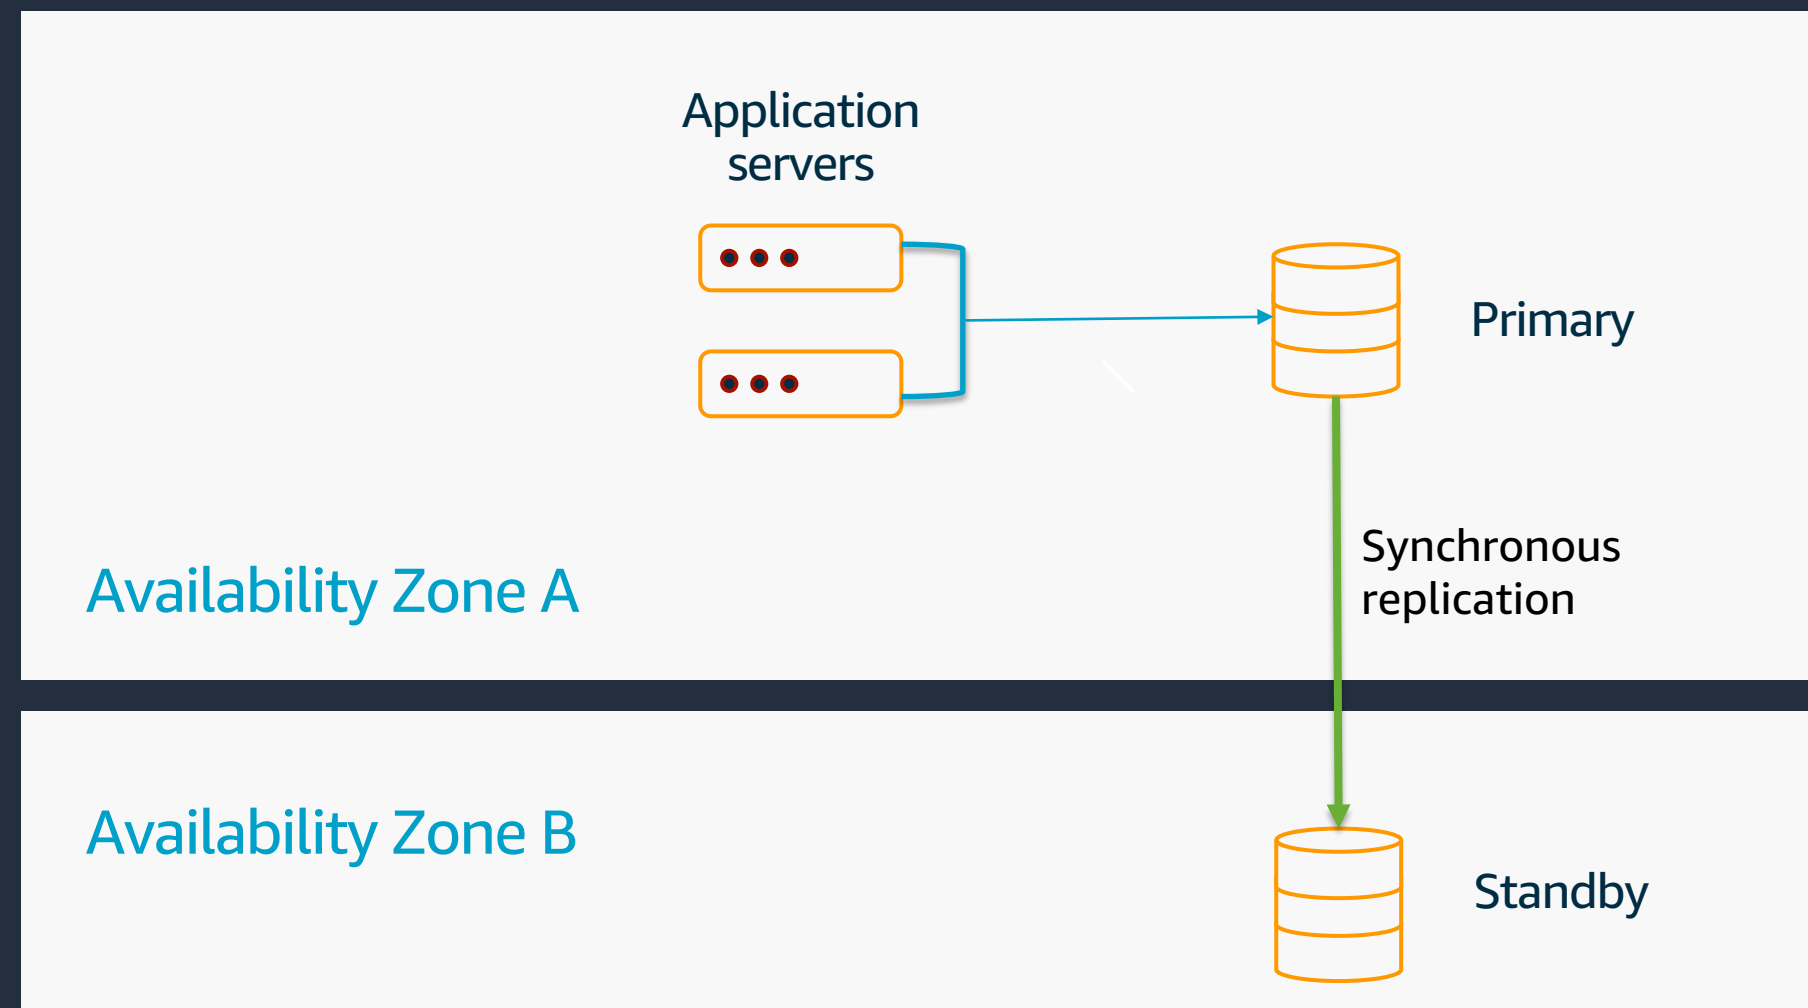 Application
servers
Primary
Synchronous
replication
Availability Zone A
Availability Zone B
Standby